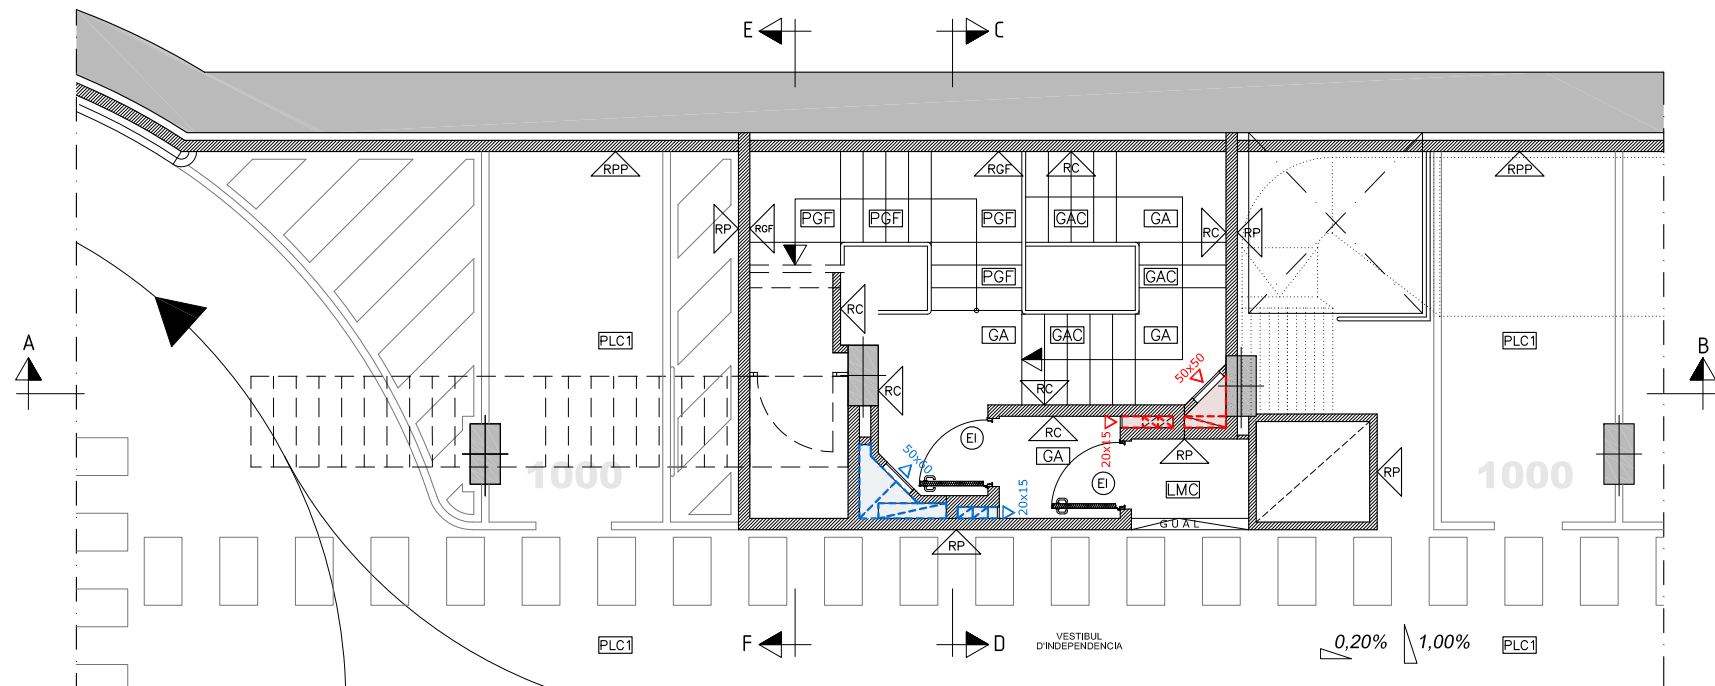 E
C
RPP
RGF
RC
RPP
RP
RGF
PGF
PGF
PGF
GAC
GA
RC
RP
PGF
GAC
RC
GA
GAC
GA
PLC1
PLC1
A
B
50x50
RC
RC
EI
RC
20x15
GA
RP
50x60
RP
1000
1000
EI
LMC
20x15
GUAL
RP
F
D
VESTIBUL
D'INDEPENDENCIA
PLC1
0,20%
1,00%
PLC1